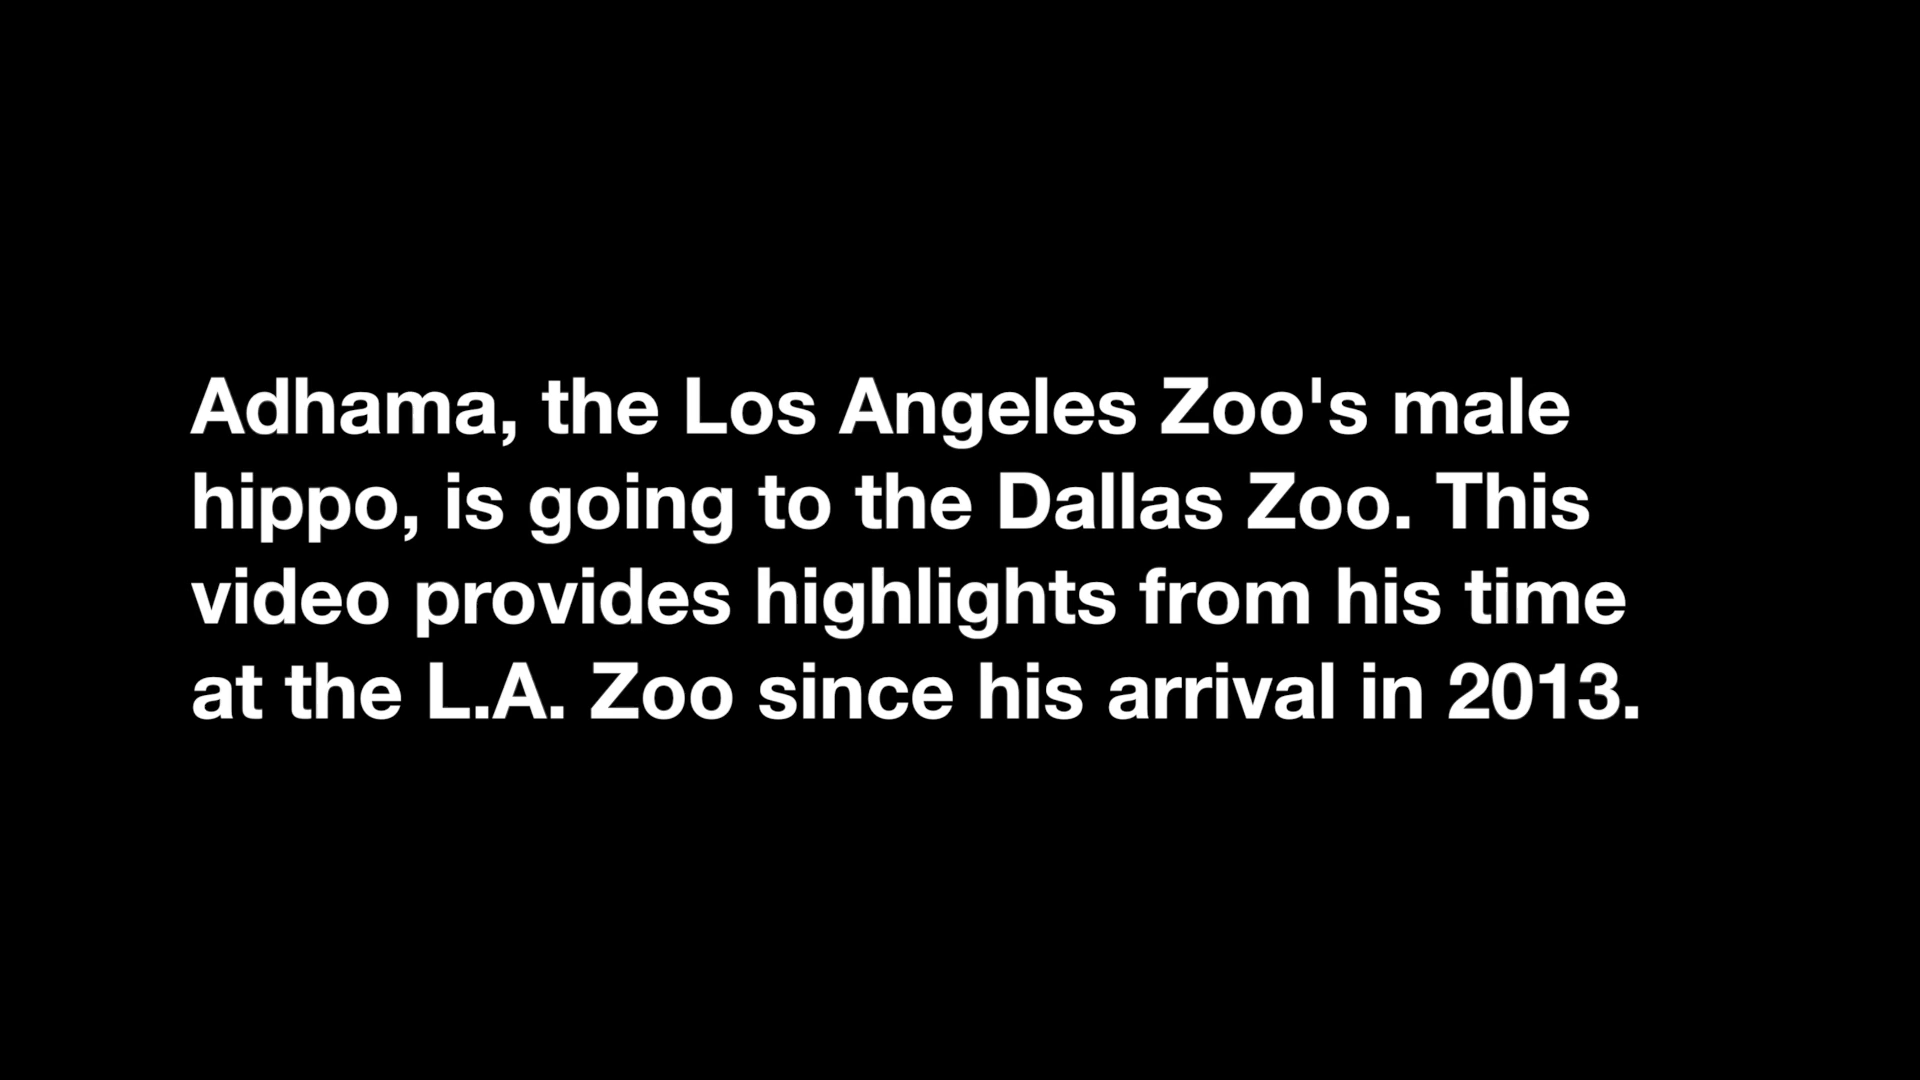 Adhama, the Los Angeles Zoo's male
hippo, is going to the Dallas Zoo. This
video provides highlights from his time
at the L.A. Zoo since his arrival in 2013.